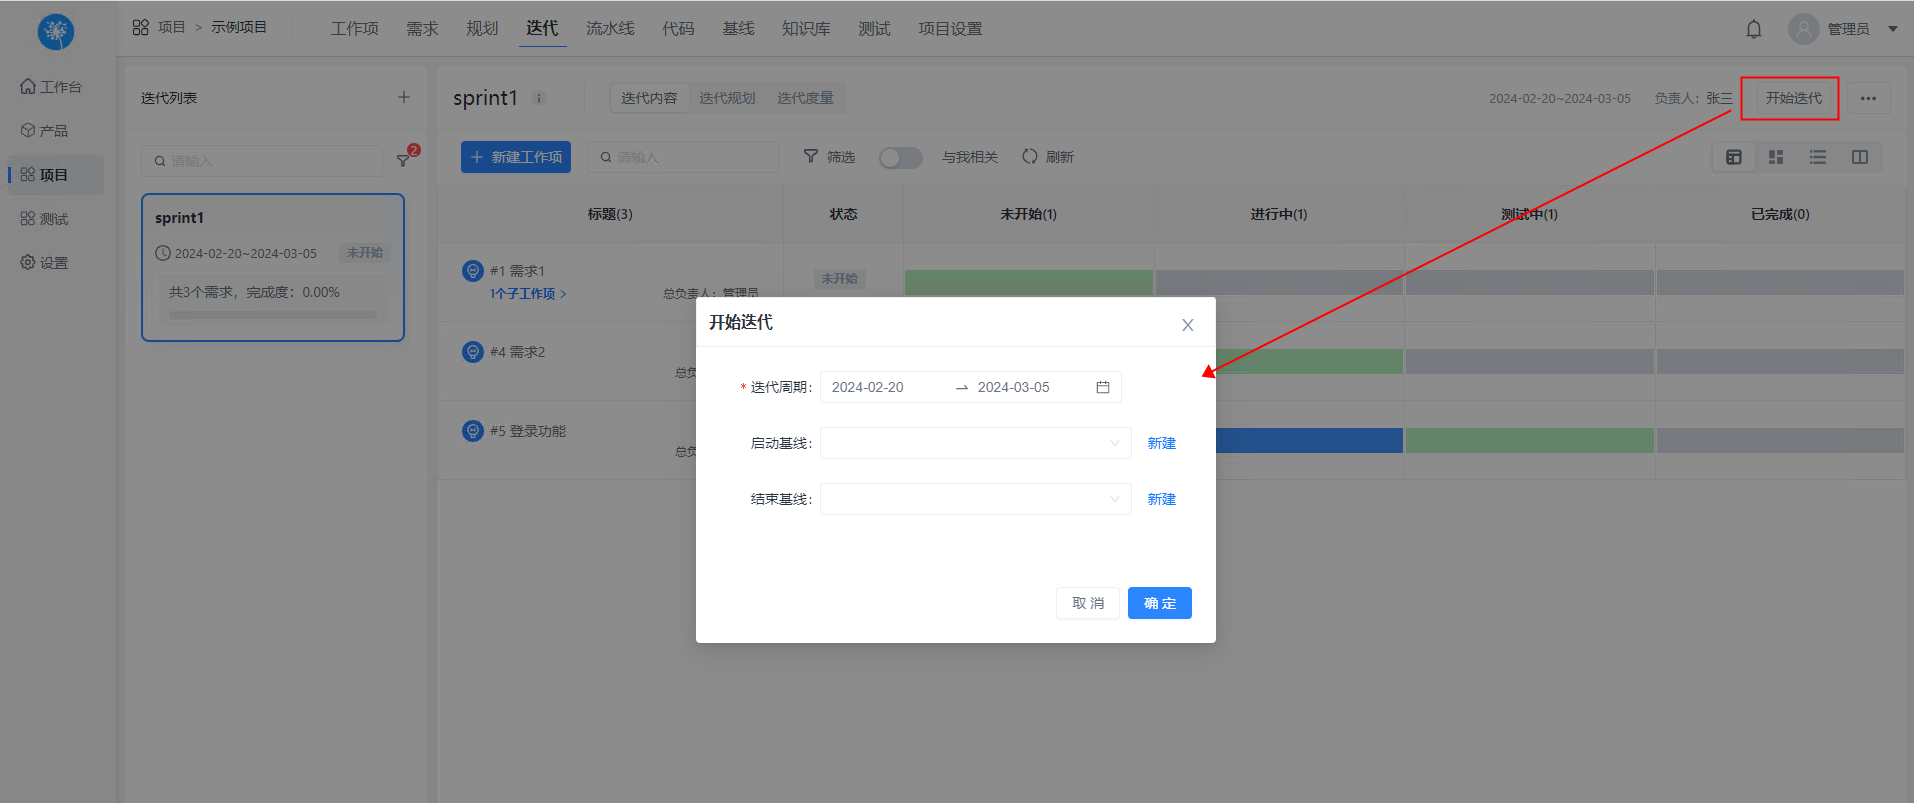 项目 > 示例项目
工作项 需求 规划 迭代 流水线 代码 基线 知识库 测试 项目设置
管理员
工作台
产品
项目
测试
设置
迭代列表
请输入
2
sprint1
2024-02-20~2024-03-05 未开始
共3个需求，完成度：0.00%
sprint1
迭代内容 迭代规划 迭代度量
2024-02-20~2024-03-05 负责人：张三 开始迭代
新建工作项 请输入 筛选 与我相关 刷新
标题(3) 状态 未开始(1) 进行中(1) 测试中(1) 已完成(0)
#1 需求1
1个子工作项 >
总负责人：管理员
未开始
#4 需求2
总负
#5 登录功能
总负
开始迭代
* 迭代周期： 2024-02-20 → 2024-03-05
启动基线： 新建
结束基线： 新建
取 消 确 定